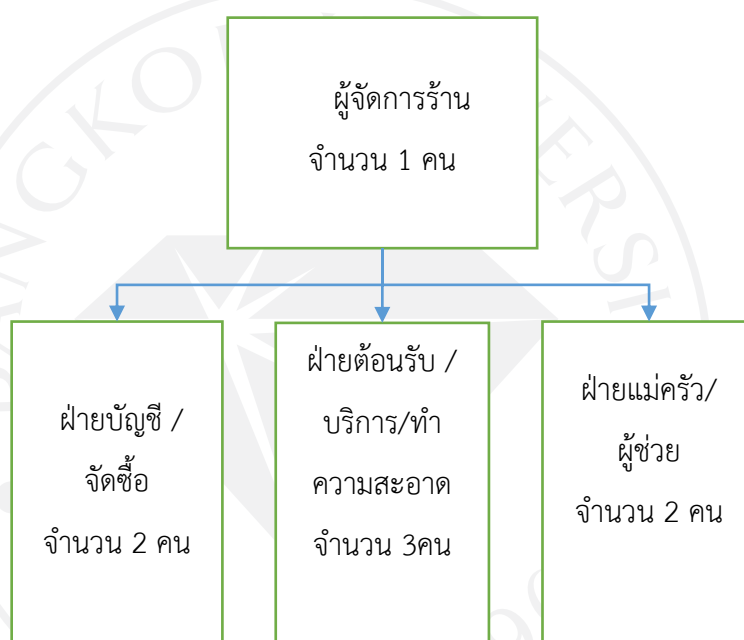 ผู้จัดการร้าน
จำนวน 1 คน
ฝ่ายบัญชี /
จัดซื้อ
จำนวน 2 คน
ฝ่ายต้อนรับ /
บริการ/ทำ
ความสะอาด
จำนวน 3คน
ฝ่ายแม่ครัว/
ผู้ช่วย
จำนวน 2 คน